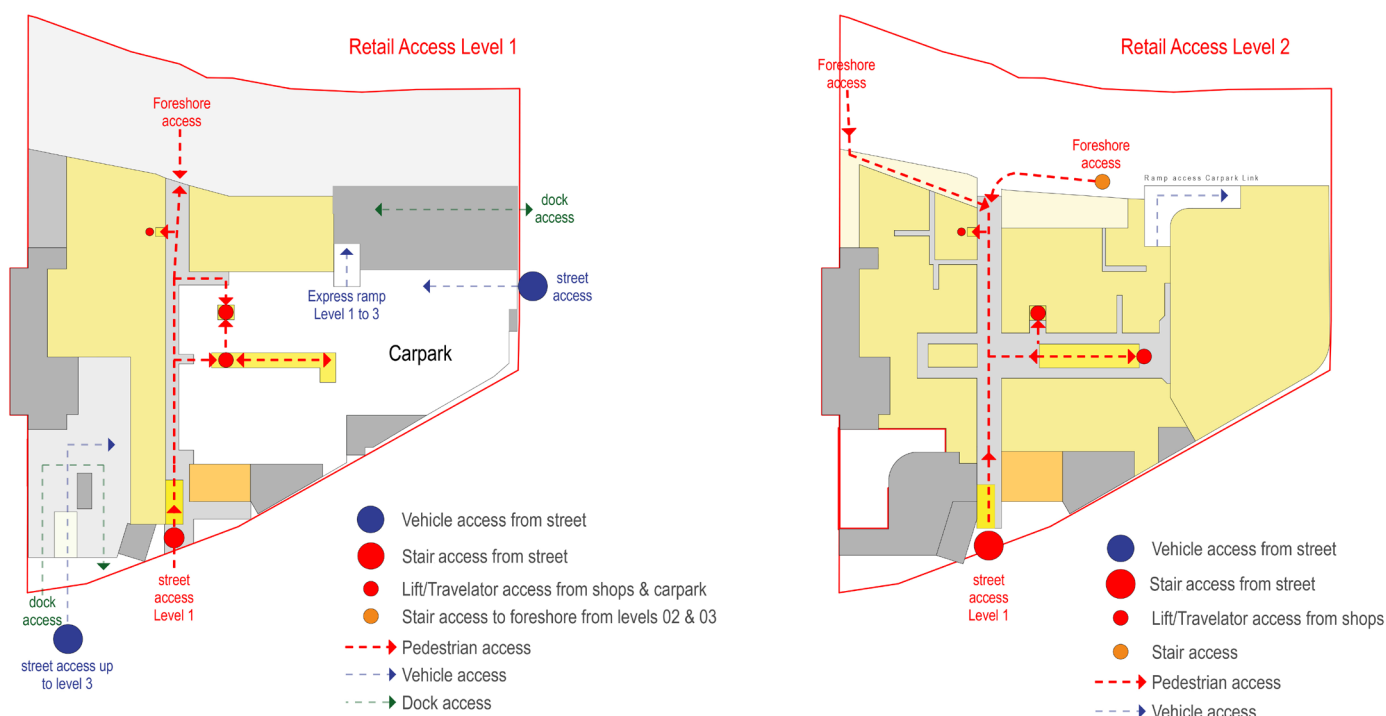 Retail Access Level 1
Foreshore
access
dock
access
street
access
Express ramp
Level 1 to 3
Carpark
dock
access
street
access
Level 1
street access up
to level 3
Vehicle access from street
Stair access from street
Lift/Travelator access from shops & carpark
Stair access to foreshore from levels 02 & 03
Pedestrian access
Vehicle access
Dock access
Retail Access Level 2
Foreshore
access
Foreshore
access
Ramp access Carpark Link
street
access
Level 1
Vehicle access from street
Stair access from street
Lift/Travelator access from shops
Stair access
Pedestrian access
Vehicle access